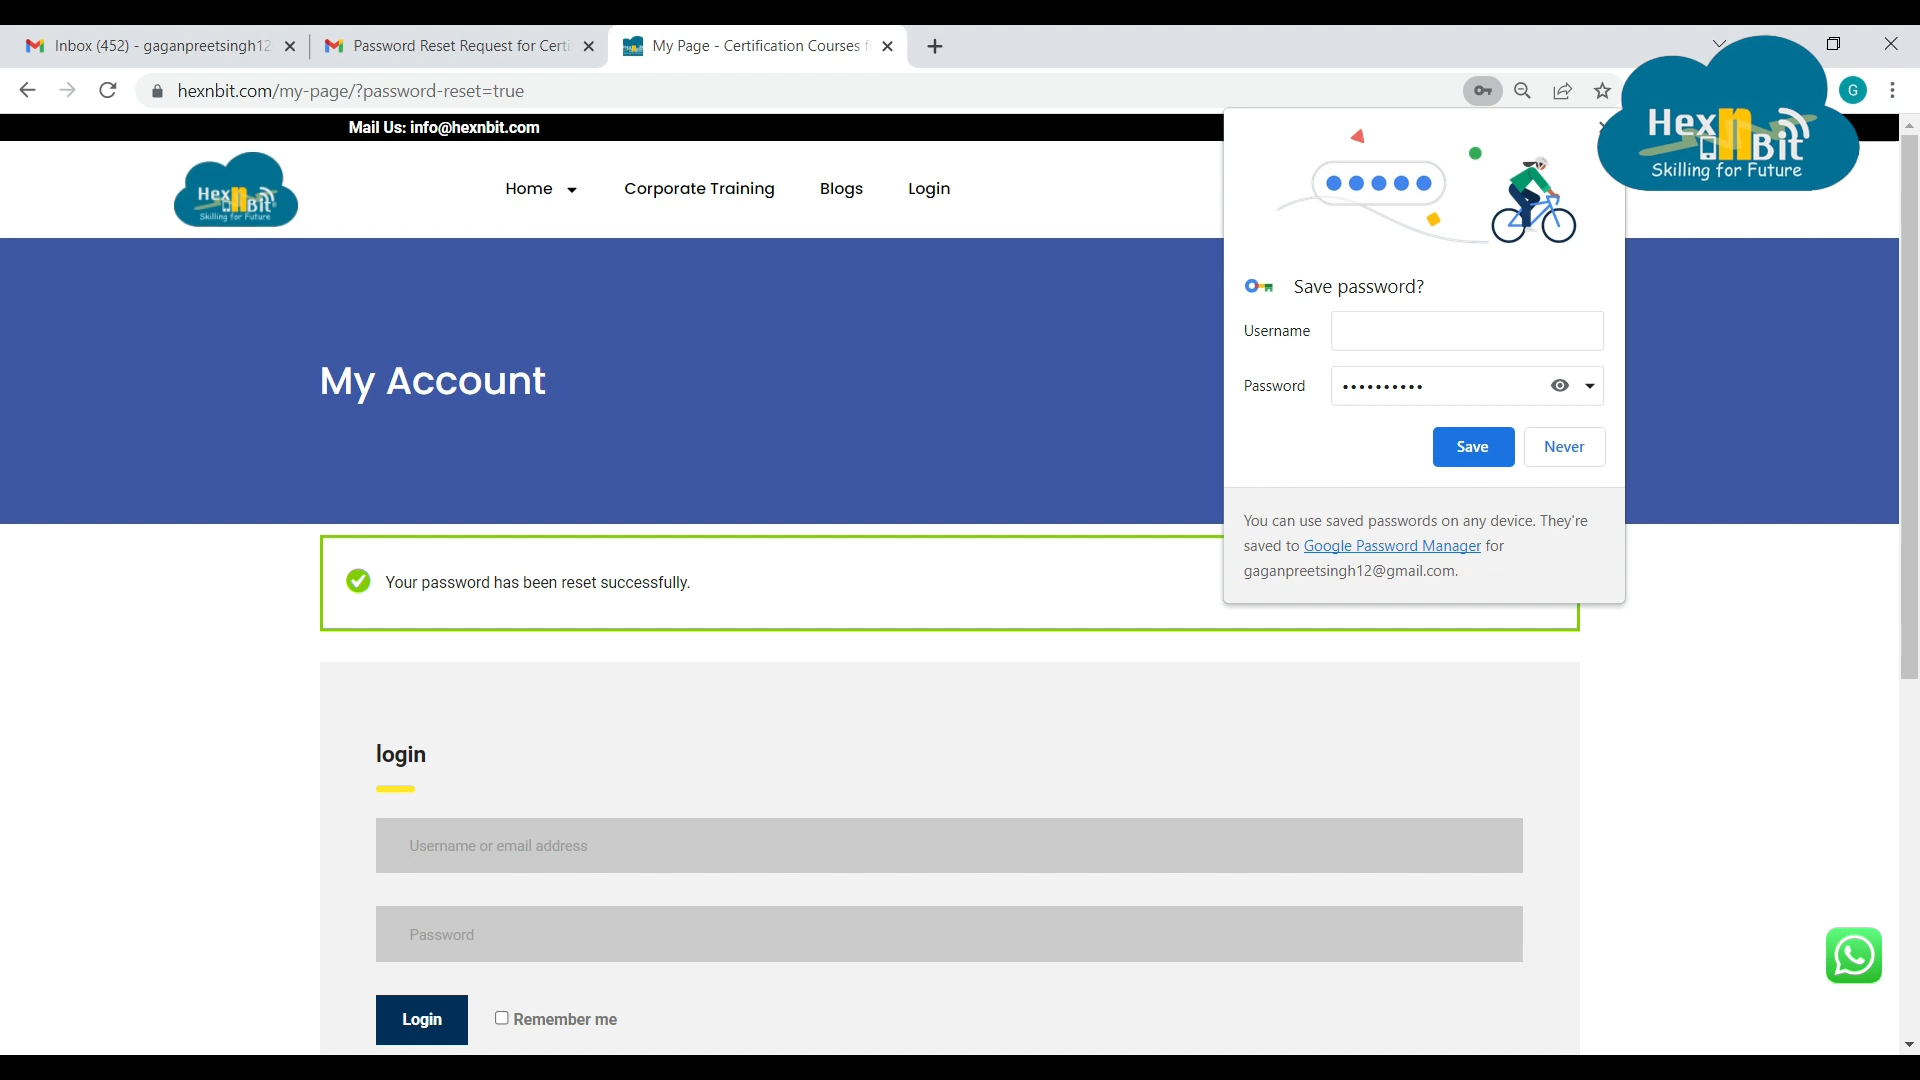 Inbox (452) - gaganpreetsingh12
Password Reset Request for Certi
My Page - Certification Courses f
hexnbit.com/my-page/?password-reset=true
G
Mail Us: info@hexnbit.com
HexnBit
Skilling for Future
HexnBit
Skilling for Future
Home
Corporate Training
Blogs
Login
Save password?
Username
Password
••••••••••
Save
Never
You can use saved passwords on any device. They're
saved to Google Password Manager for
gaganpreetsingh12@gmail.com.
My Account
Your password has been reset successfully.
login
Username or email address
Password
Login
Remember me